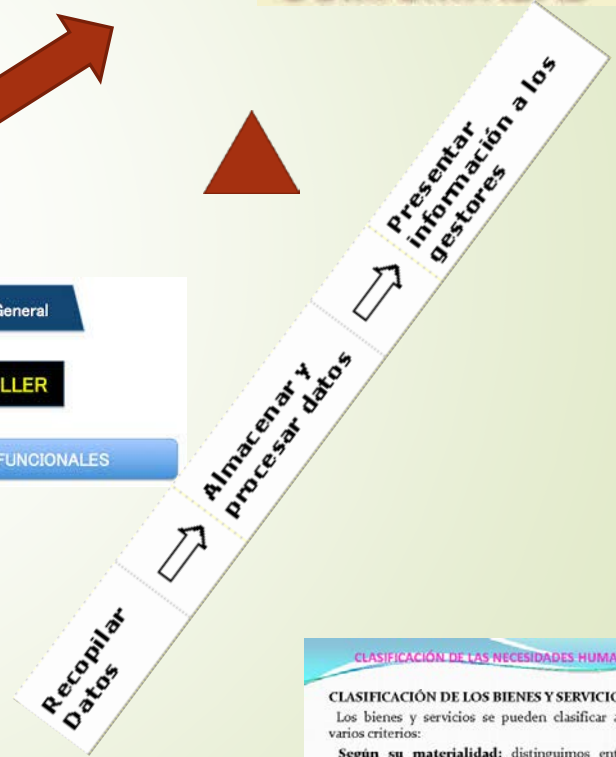 General
LLER
FUNCIONALES
Recopilar
Datos
Almacenar y
procesar datos
Presentar
información a los
gestores
CLASIFICACIÓN DE LAS NECESIDADES HUMA
CLASIFICACIÓN DE LOS BIENES Y SERVICIO
Los bienes y servicios se pueden clasificar a
varios criterios:
Según su materialidad: distinguimos ent